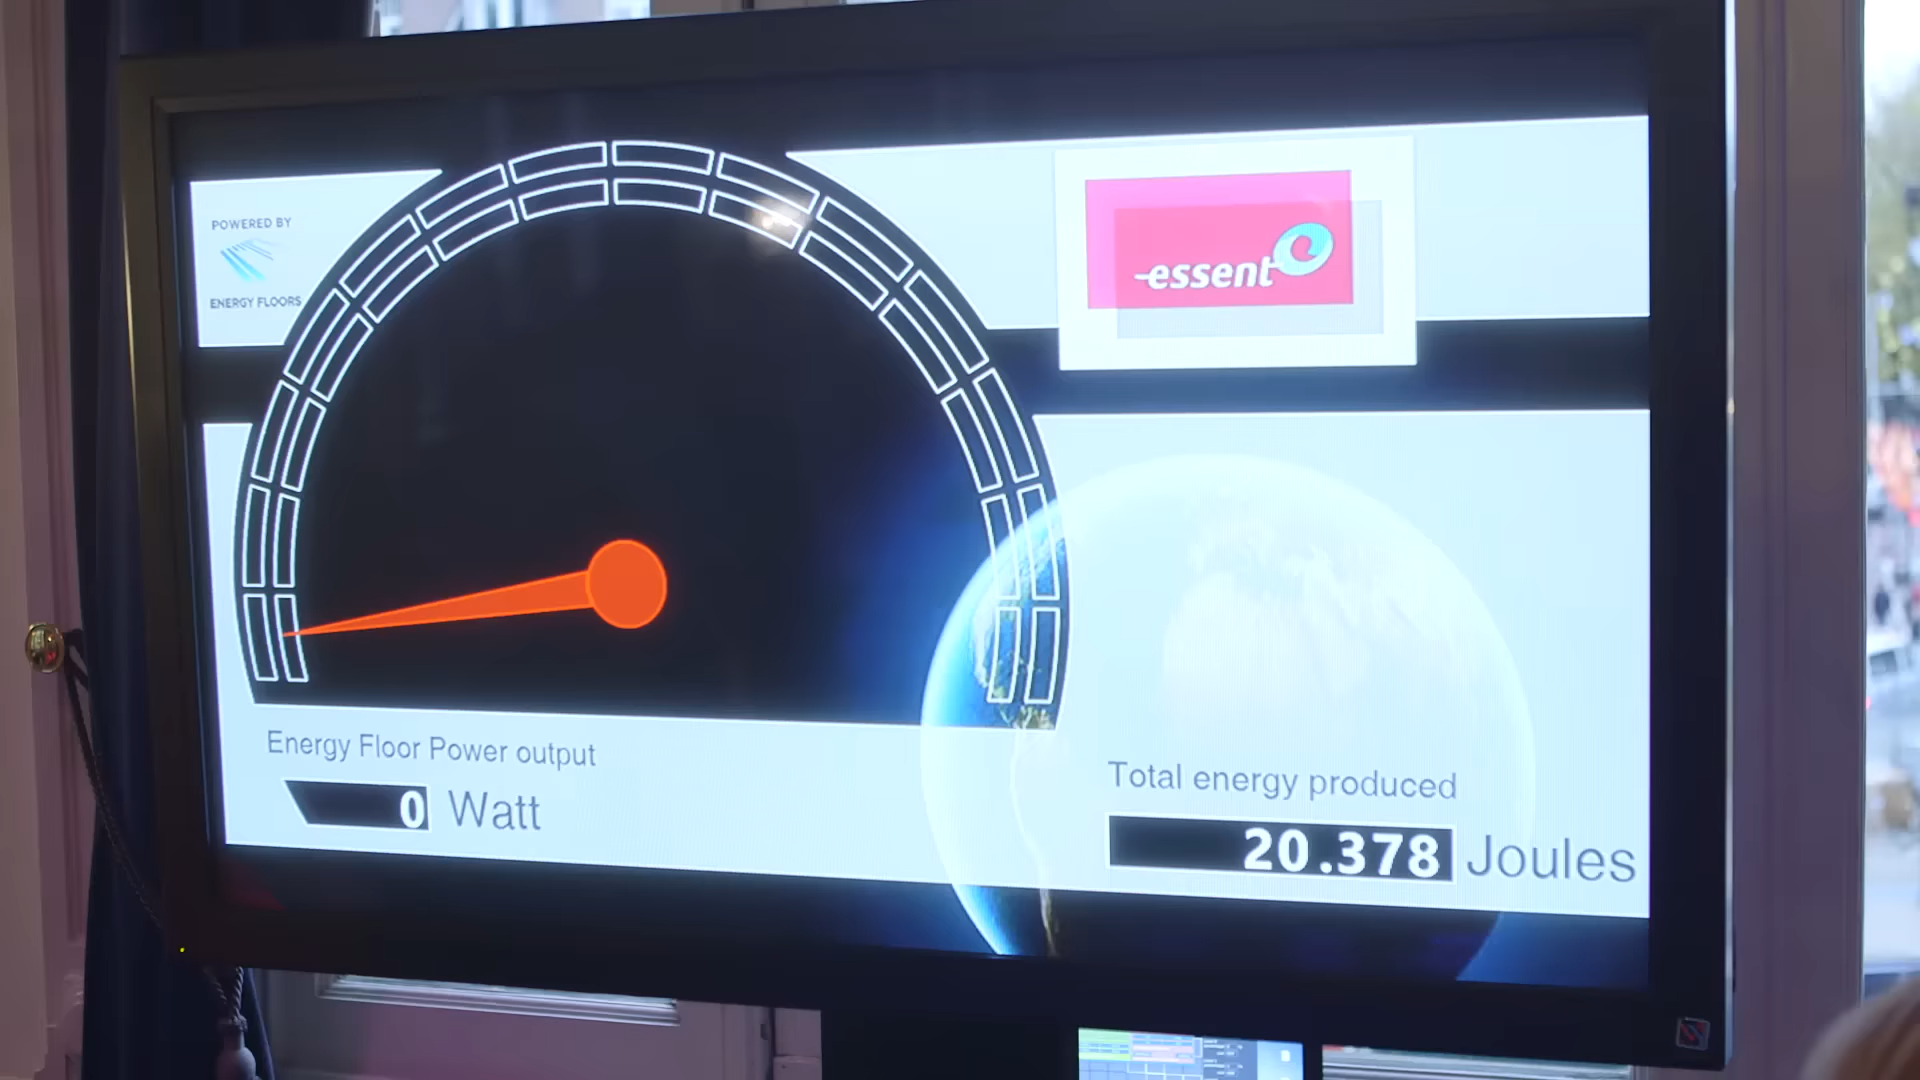 POWERED BY
ENERGY FLOORS
essent
Energy Floor Power output
0 Watt
Total energy produced
20.378 Joules